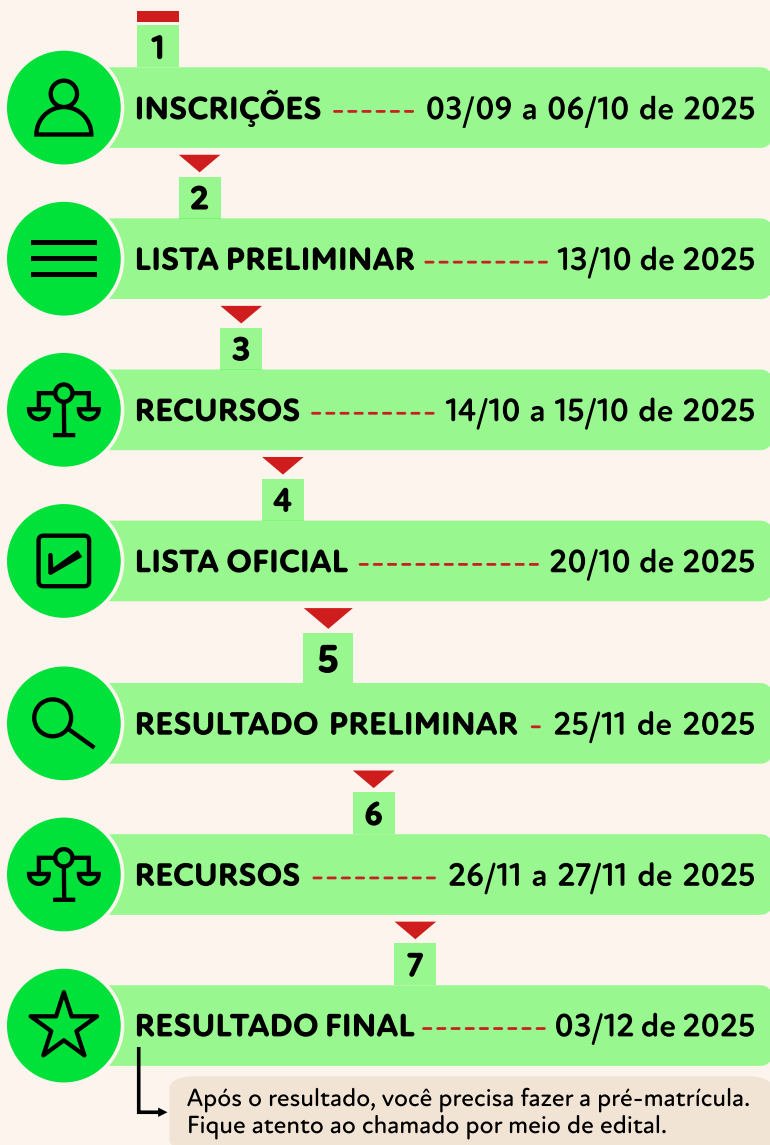 1
INSCRIÇÕES ------ 03/09 a 06/10 de 2025
2
LISTA PRELIMINAR --------- 13/10 de 2025
3
RECURSOS --------- 14/10 a 15/10 de 2025
4
LISTA OFICIAL ------------- 20/10 de 2025
5
RESULTADO PRELIMINAR - 25/11 de 2025
6
RECURSOS --------- 26/11 a 27/11 de 2025
7
RESULTADO FINAL --------- 03/12 de 2025
Após o resultado, você precisa fazer a pré-matrícula.
Fique atento ao chamado por meio de edital.